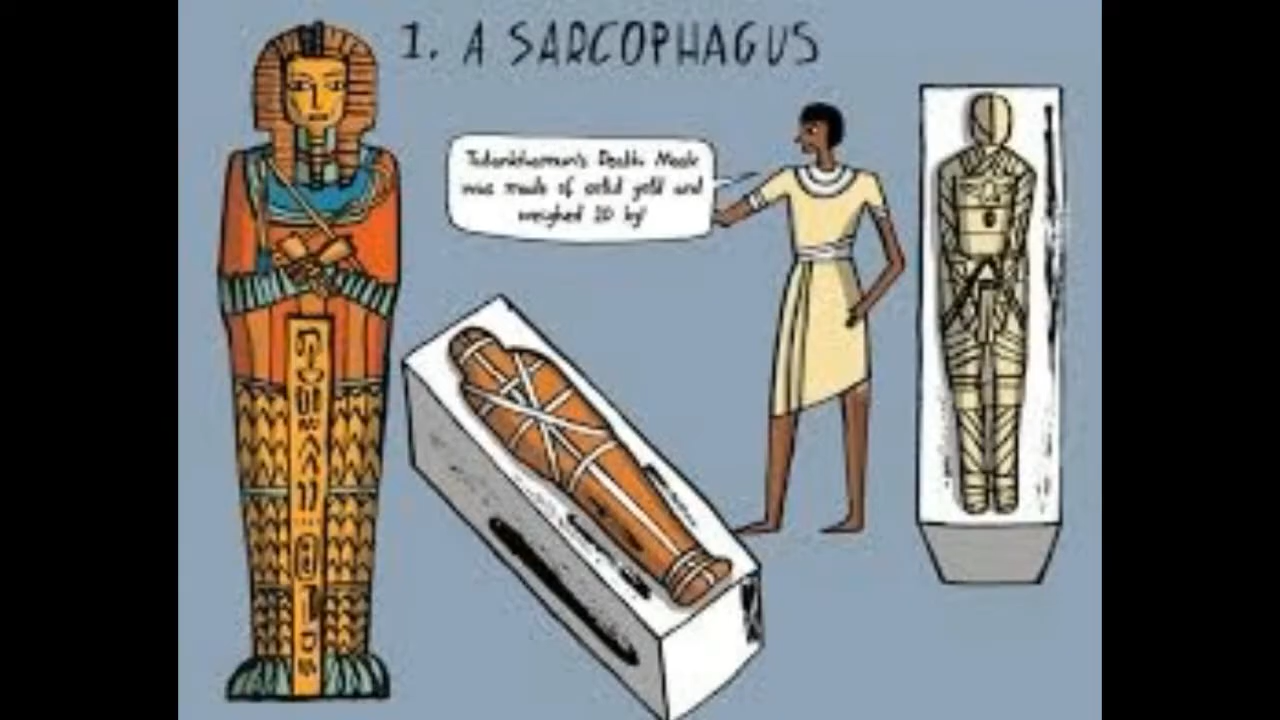 1. A SARCOPHAGUS
Tutankhamun's Death Mask
was made of solid gold and
weighed 10 kg!